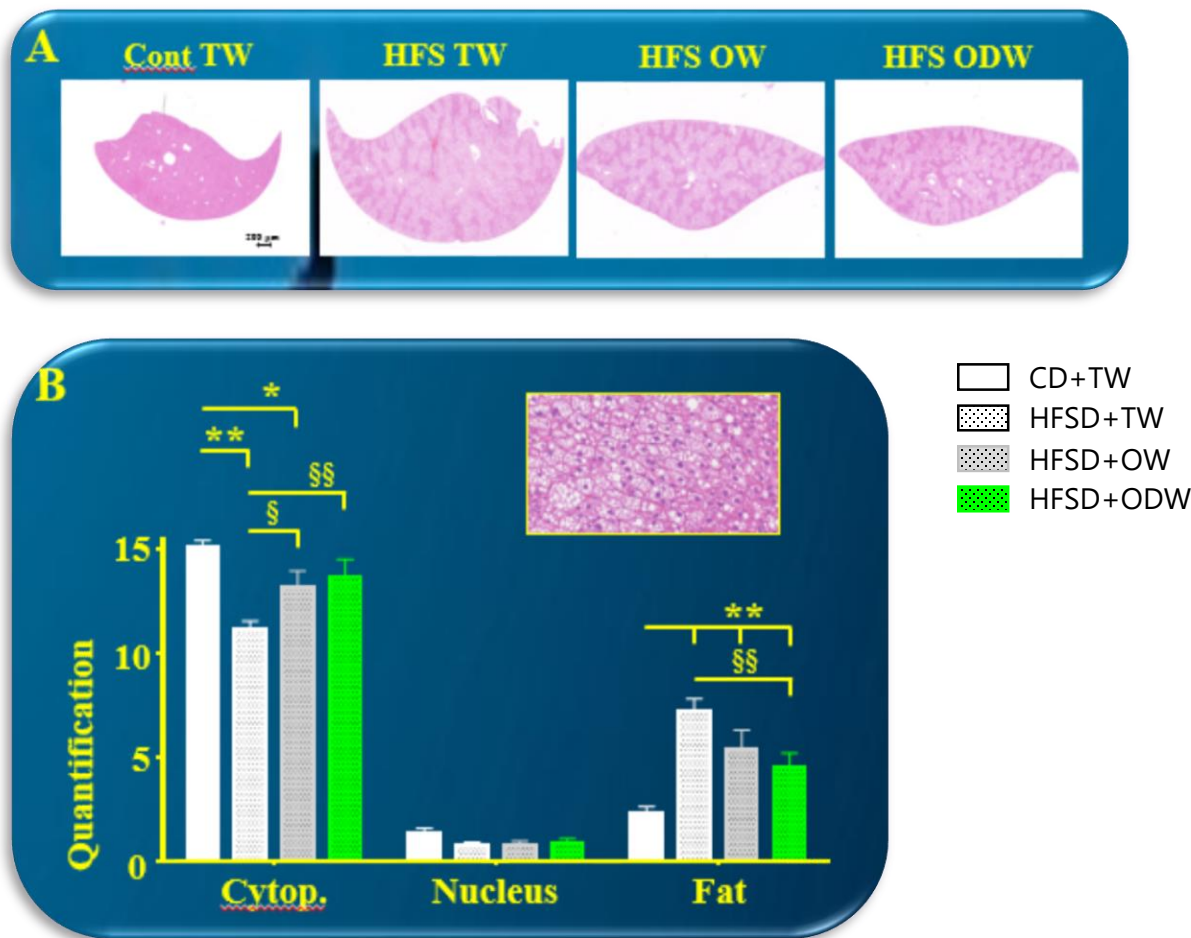 A
Cont TW
HFS TW
HFS OW
HFS ODW
B
*
**
§§
§
15
10
5
0
Quantification
**
§§
Cytop.
Nucleus
Fat
CD+TW
HFSD+TW
HFSD+OW
HFSD+ODW